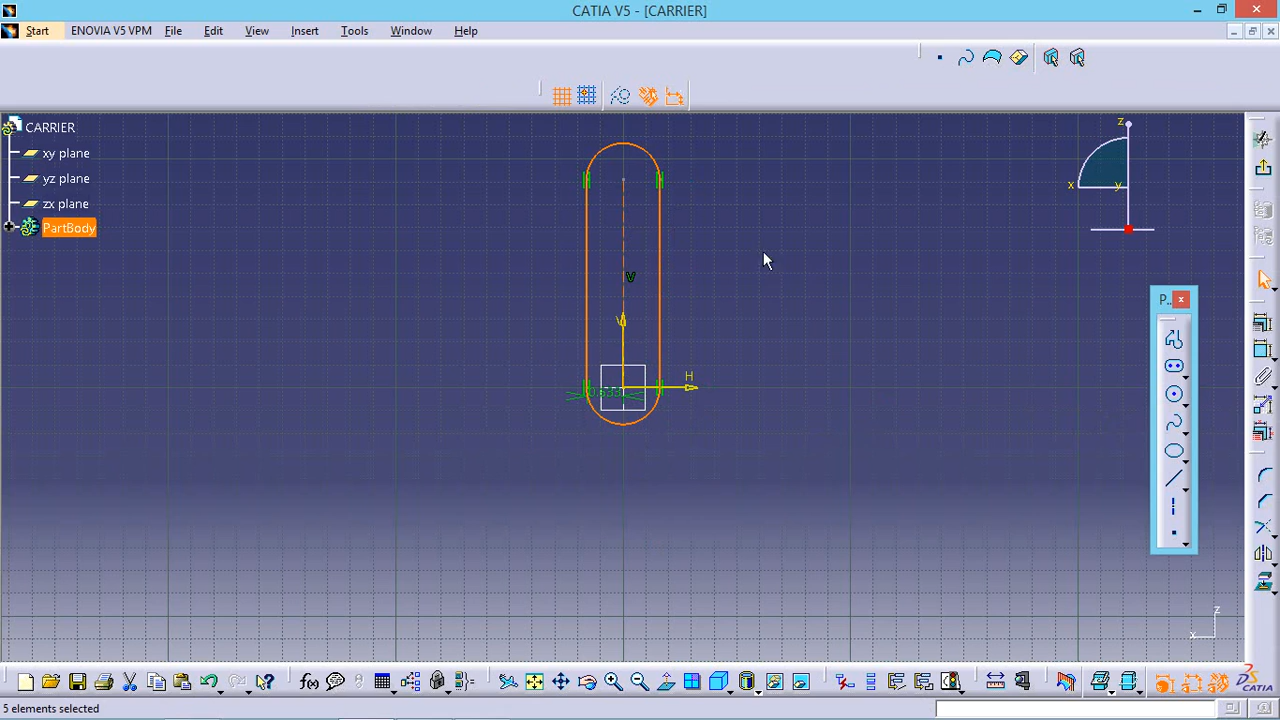 CATIA V5 - [CARRIER]
Start ENOVIA V5 VPM File Edit View Insert Tools Window Help
CARRIER
xy plane
yz plane
zx plane
PartBody
z
x
y
V
H
P..
z
x
f(x)
CATIA
5 elements selected